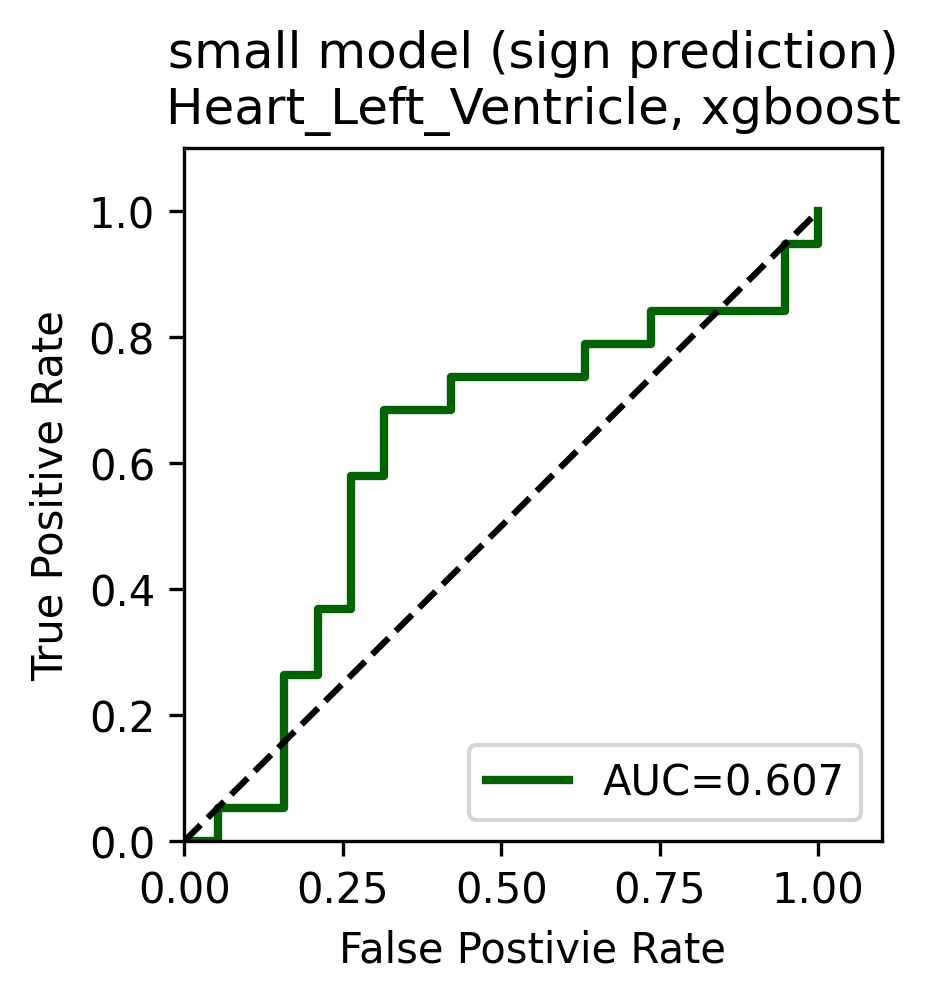 small model (sign prediction)
Heart_Left_Ventricle, xgboost
1.0
0.8
0.6
0.4
0.2
0.0
True Positive Rate
AUC=0.607
0.00 0.25 0.50 0.75 1.00
False Postivie Rate